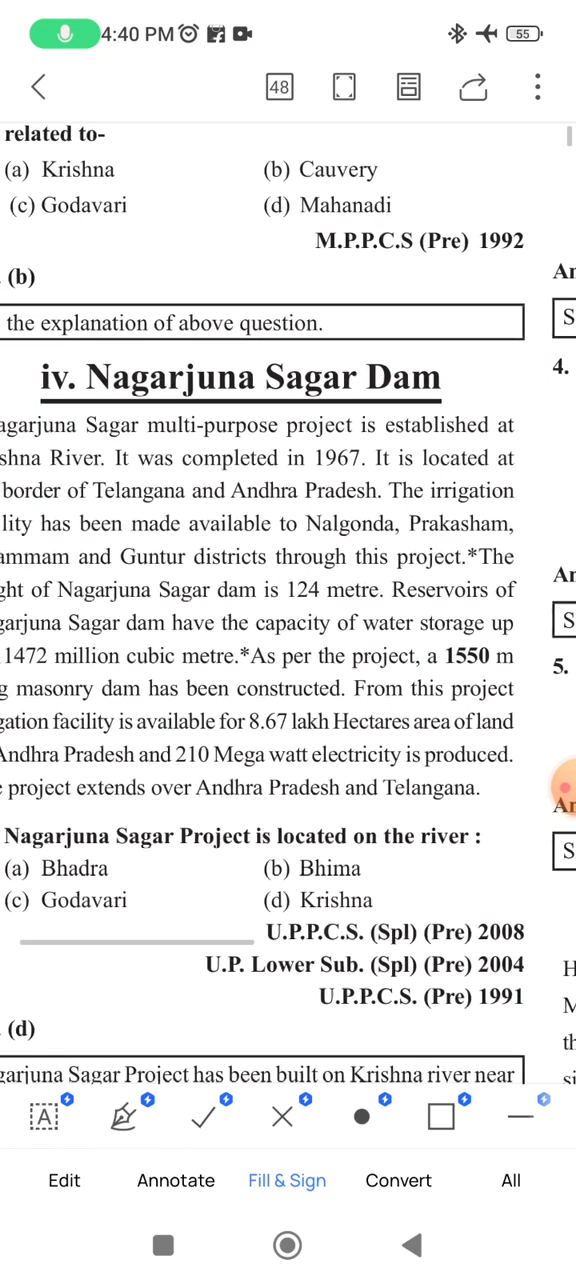 4:40 PM
55
48
related to-
(a) Krishna (b) Cauvery
(c) Godavari (d) Mahanadi
M.P.P.C.S (Pre) 1992
. (b)
the explanation of above question.
iv. Nagarjuna Sagar Dam
agarjuna Sagar multi-purpose project is established at
shna River. It was completed in 1967. It is located at
border of Telangana and Andhra Pradesh. The irrigation
lity has been made available to Nalgonda, Prakasham,
ammam and Guntur districts through this project.*The
ght of Nagarjuna Sagar dam is 124 metre. Reservoirs of
garjuna Sagar dam have the capacity of water storage up
1472 million cubic metre.*As per the project, a 1550 m
g masonry dam has been constructed. From this project
gation facility is available for 8.67 lakh Hectares area of land
Andhra Pradesh and 210 Mega watt electricity is produced.
e project extends over Andhra Pradesh and Telangana.
Nagarjuna Sagar Project is located on the river :
(a) Bhadra (b) Bhima
(c) Godavari (d) Krishna
U.P.P.C.S. (Spl) (Pre) 2008
U.P. Lower Sub. (Spl) (Pre) 2004
U.P.P.C.S. (Pre) 1991
. (d)
garjuna Sagar Project has been built on Krishna river near
An
S
4.
An
S
5.
An
S
H
M
th
si
A
Edit Annotate Fill & Sign Convert All